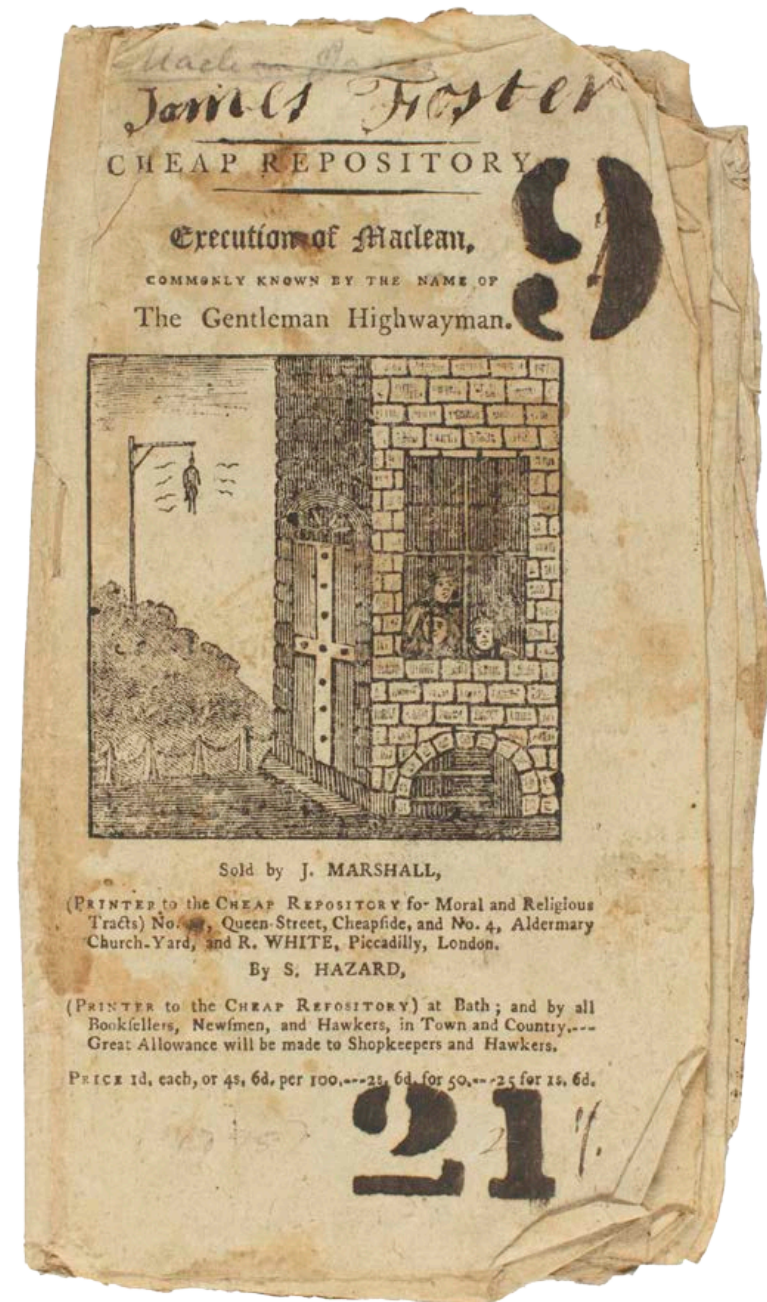 Maclean
James Foster
CHEAP REPOSITORY
9
Execution of Maclean,
COMMONLY KNOWN BY THE NAME OF
The Gentleman Highwayman.
Sold by J. MARSHALL,
(PRINTER to the CHEAP REPOSITORY for Moral and Religious
Tracts) No. , Queen-Street, Cheapſide, and No. 4, Aldermary
Church-Yard, and R. WHITE, Piccadilly, London.
By S. HAZARD,
(PRINTER to the CHEAP REPOSITORY) at Bath; and by all
Bookſellers, Newſmen, and Hawkers, in Town and Country.---
Great Allowance will be made to Shopkeepers and Hawkers.
PRICE 1d. each, or 4s. 6d. per 100.---2s. 6d. for 50.---25 for 1s. 6d.
21